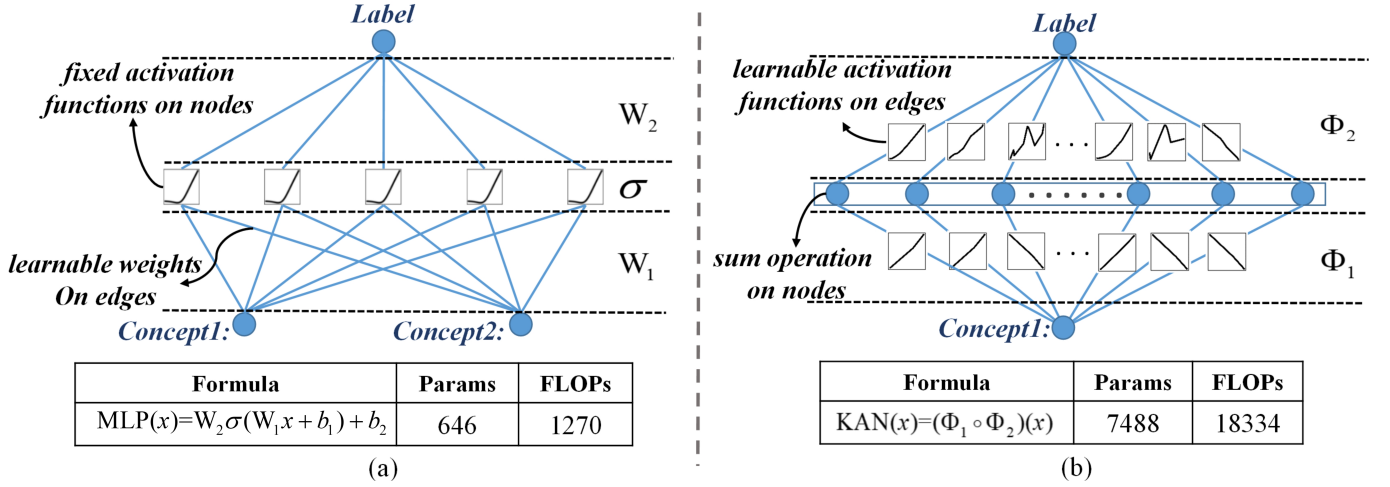 Label
fixed activation
functions on nodes
W2
σ
learnable weights
On edges
W1
Concept1:
Concept2:
Formula Params FLOPs
MLP(x)=W2σ(W1x+b1)+b2 646 1270
(a)
Label
learnable activation
functions on edges
Φ2
sum operation
on nodes
Φ1
Concept1:
Formula Params FLOPs
KAN(x)=(Φ1∘Φ2)(x) 7488 18334
(b)